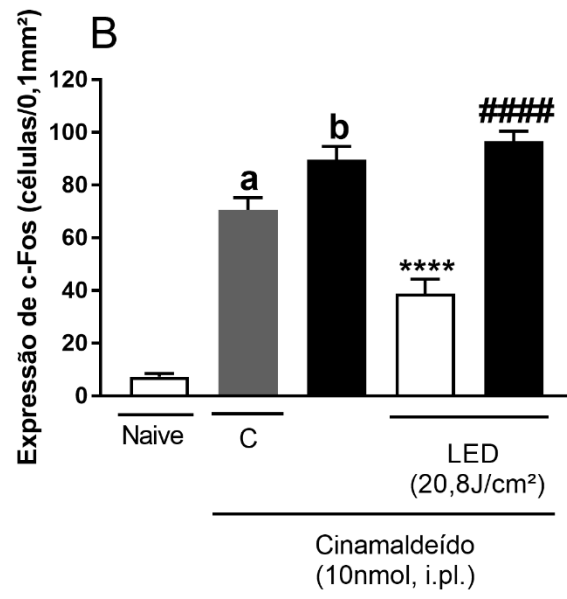 B
Expressão de c-Fos (células/0,1mm²)
120
100
80
60
40
20
0
a
b
****
####
Naive
C
LED
(20,8J/cm²)
Cinamaldeído
(10nmol, i.pl.)